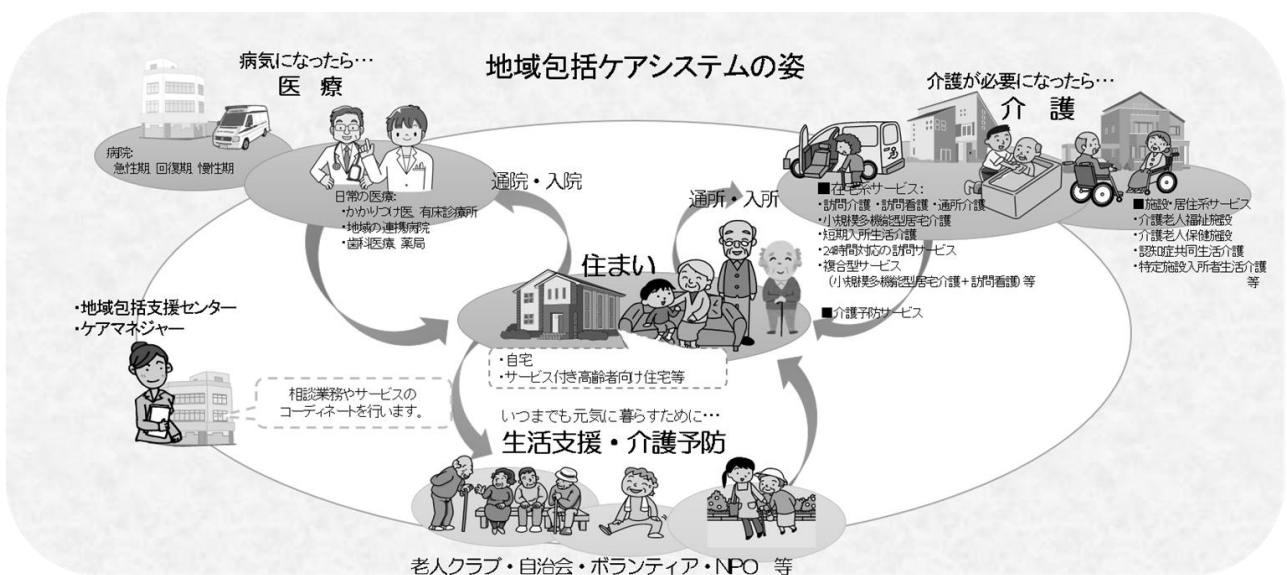 地域包括ケアシステムの姿
病気になったら…
医 療
病院:
急性期 回復期 慢性期
日常の医療:
・かかりつけ医、有床診療所
・地域の連携病院
・歯科医療、薬局
通院・入院
介護が必要になったら…
介 護
通所・入所
■在宅系サービス:
・訪問介護・訪問看護・通所介護
・小規模多機能型居宅介護
・短期入所生活介護
・24時間対応の訪問サービス
・複合型サービス
（小規模多機能型居宅介護＋訪問看護）等
■介護予防サービス
■施設・居住系サービス
・介護老人福祉施設
・介護老人保健施設
・認知症共同生活介護
・特定施設入所者生活介護
等
住まい
・自宅
・サービス付き高齢者向け住宅等
・地域包括支援センター
・ケアマネジャー
相談業務やサービスの
コーディネートを行います。
いつまでも元気に暮らすために…
生活支援・介護予防
老人クラブ・自治会・ボランティア・NPO 等